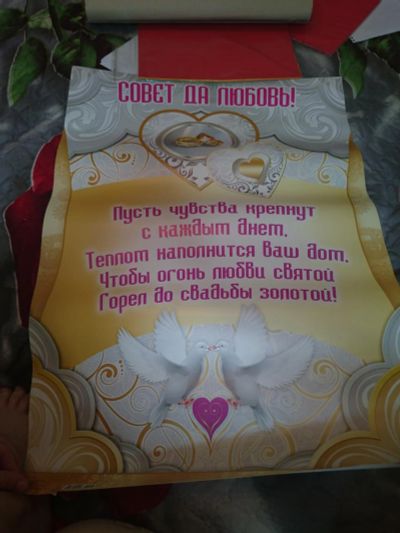 СОВЕТ ДА ЛЮБОВЬ!
Пусть чувства крепнут
с каждым днем,
Теплом наполнится Ваш дом.
Чтобы огонь любви святой
Горел до свадьбы золотой!